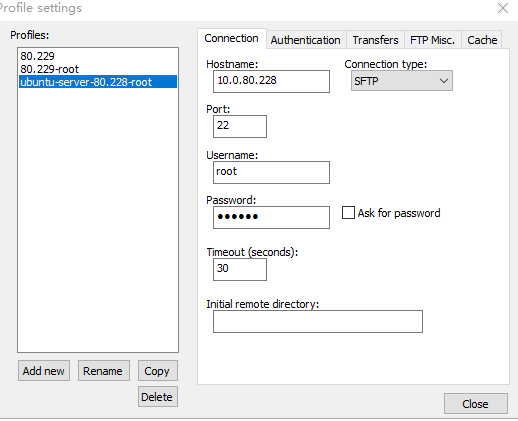 Profile settings
Profiles:
80.229
80.229-root
ubuntu-server-80.228-root
Add new
Rename
Copy
Delete
Connection
Authentication
Transfers
FTP Misc.
Cache
Hostname:
Connection type:
10.0.80.228
SFTP
Port:
22
Username:
root
Password:
●●●●●●
Ask for password
Timeout (seconds):
30
Initial remote directory:
Close